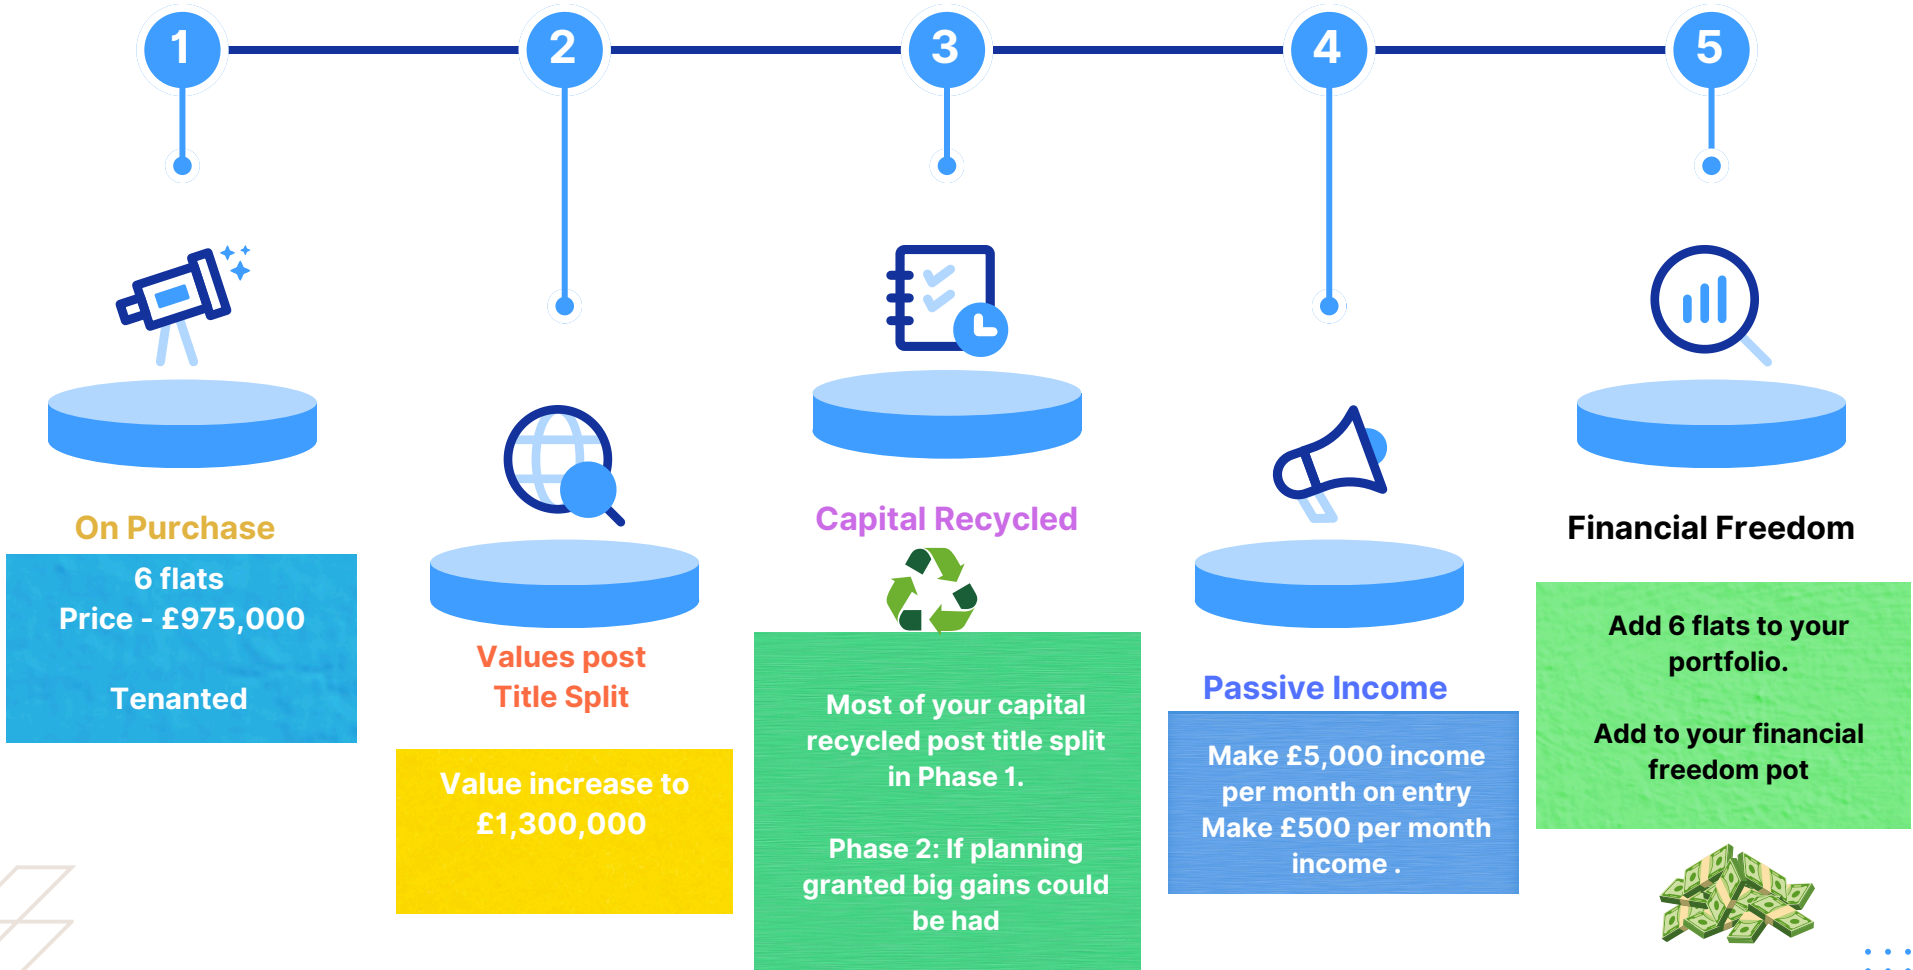 1
2
3
4
5
On Purchase
6 flats
Price - £975,000
Tenanted
Values post
Title Split
Value increase to
£1,300,000
Capital Recycled
Most of your capital
recycled post title split
in Phase 1.
Phase 2: If planning
granted big gains could
be had
Passive Income
Make £5,000 income
per month on entry
Make £500 per month
income .
Financial Freedom
Add 6 flats to your
portfolio.
Add to your financial
freedom pot